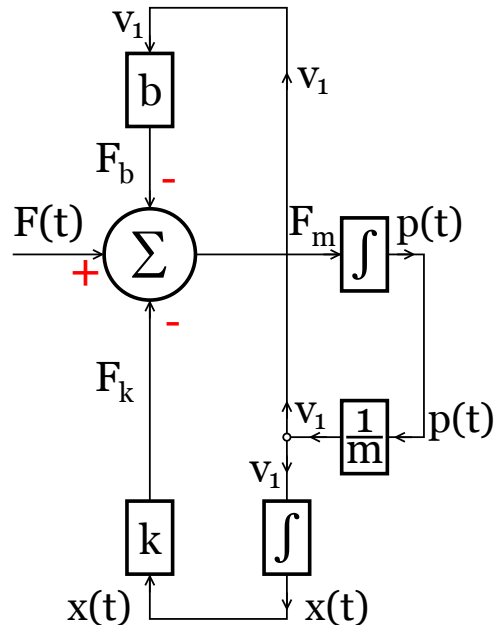 v₁
v₁
b
F_b
-
F(t)
+
Σ
F_m
∫
p(t)
-
F_k
v₁
1
m
p(t)
v₁
k
∫
x(t)
x(t)